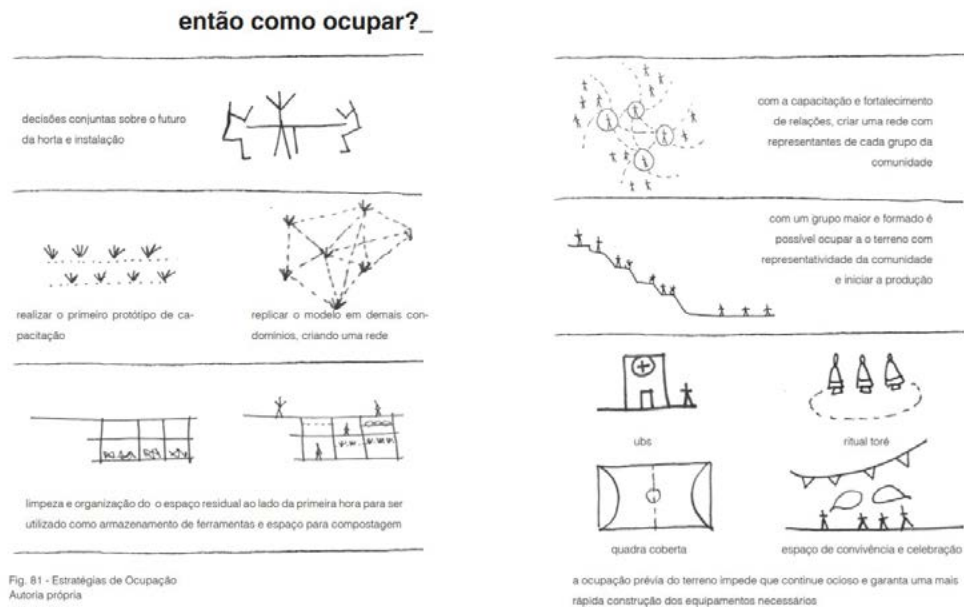 então como ocupar?_
decisões conjuntas sobre o futuro
da horta e instalação
realizar o primeiro protótipo de ca-
pacitação
replicar o modelo em demais con-
domínios, criando uma rede
limpeza e organização do o espaço residual ao lado da primeira hora para ser
utilizado como armazenamento de ferramentas e espaço para compostagem
Fig. 81 - Estratégias de Ocupação
Autoria própria
com a capacitação e fortalecimento
de relações, criar uma rede com
representantes de cada grupo da
comunidade
com um grupo maior e formado é
possível ocupar a o terreno com
representatividade da comunidade
e iniciar a produção
ubs
ritual toré
quadra coberta
espaço de convivência e celebração
a ocupação prévia do terreno impede que continue ocioso e garanta uma mais
rápida construção dos equipamentos necessários